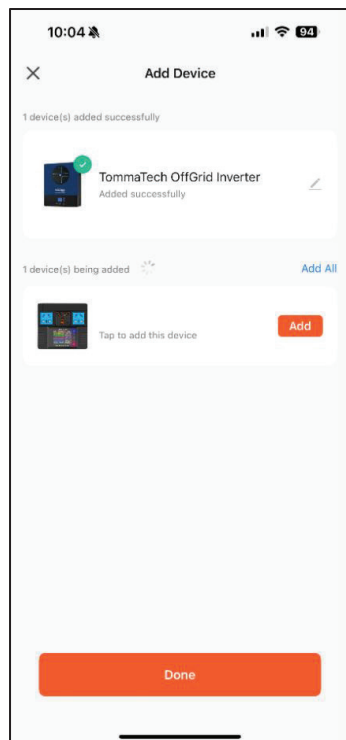 10:04
94
Add Device
1 device(s) added successfully
TommaTech OffGrid Inverter
Added successfully
1 device(s) being added
Add All
Tap to add this device
Add
Done